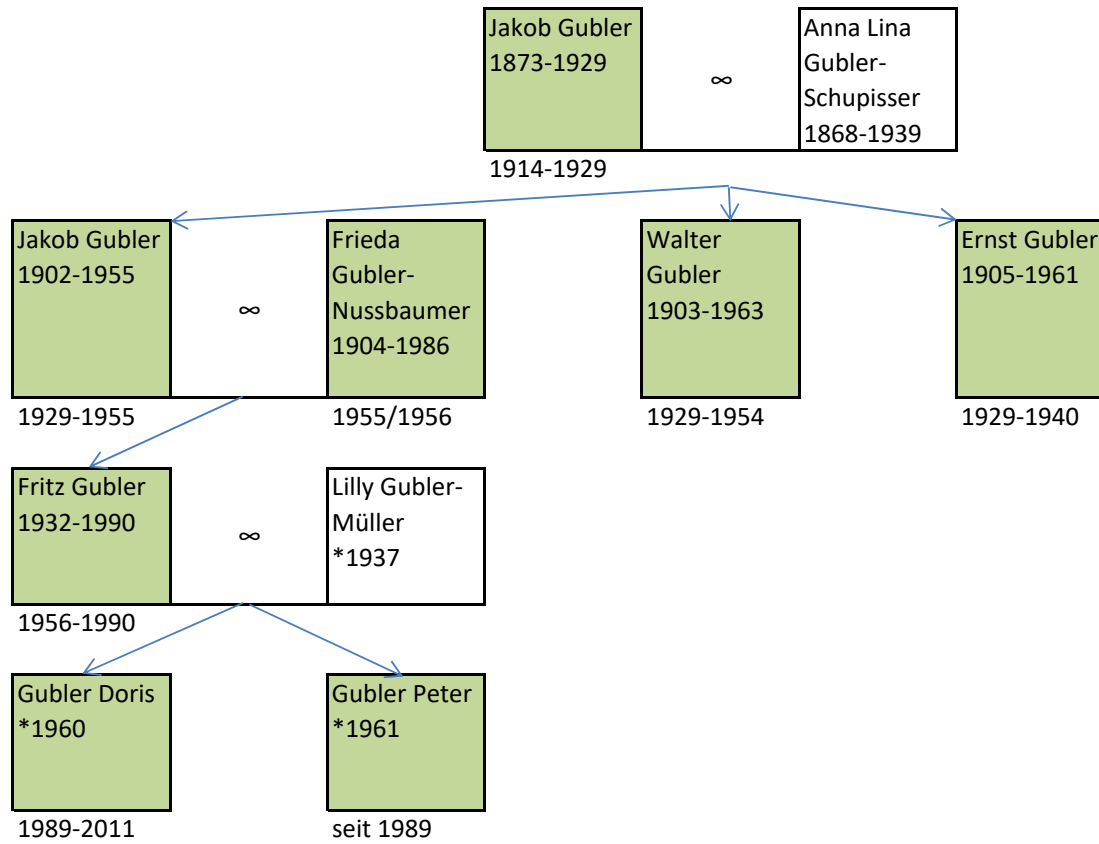 Jakob Gubler
1873-1929
∞
Anna Lina
Gubler-
Schupisser
1868-1939
1914-1929
Jakob Gubler
1902-1955
∞
Frieda
Gubler-
Nussbaumer
1904-1986
Walter
Gubler
1903-1963
Ernst Gubler
1905-1961
1929-1955
1955/1956
1929-1954
1929-1940
Fritz Gubler
1932-1990
∞
Lilly Gubler-
Müller
*1937
1956-1990
Gubler Doris
*1960
Gubler Peter
*1961
1989-2011
seit 1989